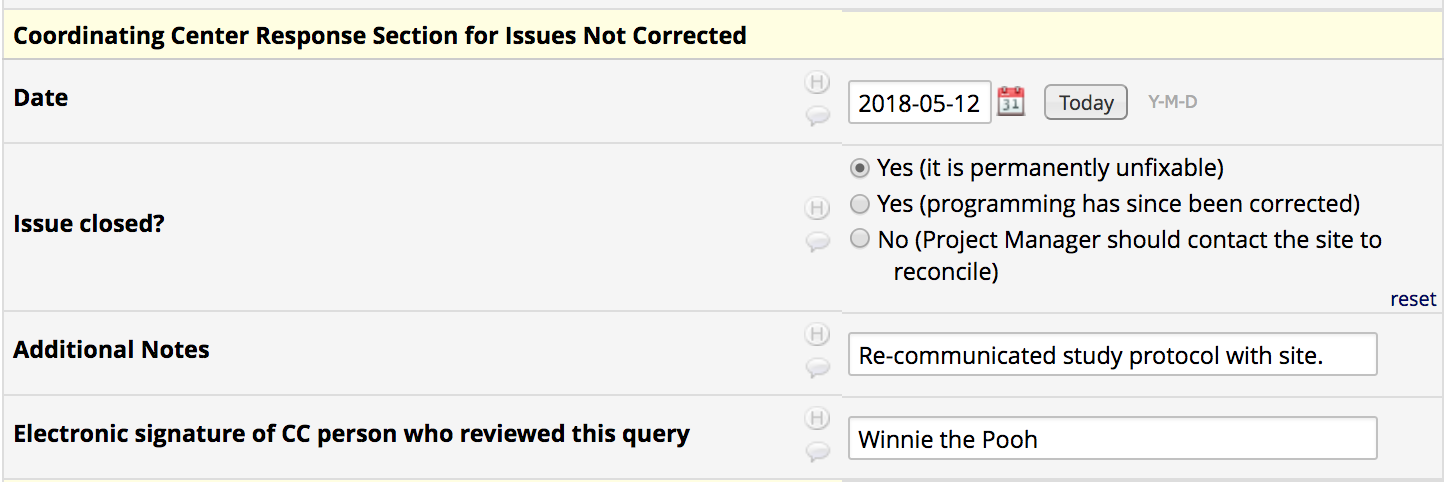 Coordinating Center Response Section for Issues Not Corrected
Date
H
2018-05-12
31
Today
Y-M-D
Issue closed?
H
Yes (it is permanently unfixable)
Yes (programming has since been corrected)
No (Project Manager should contact the site to
reconcile)
reset
Additional Notes
H
Re-communicated study protocol with site.
Electronic signature of CC person who reviewed this query
H
Winnie the Pooh